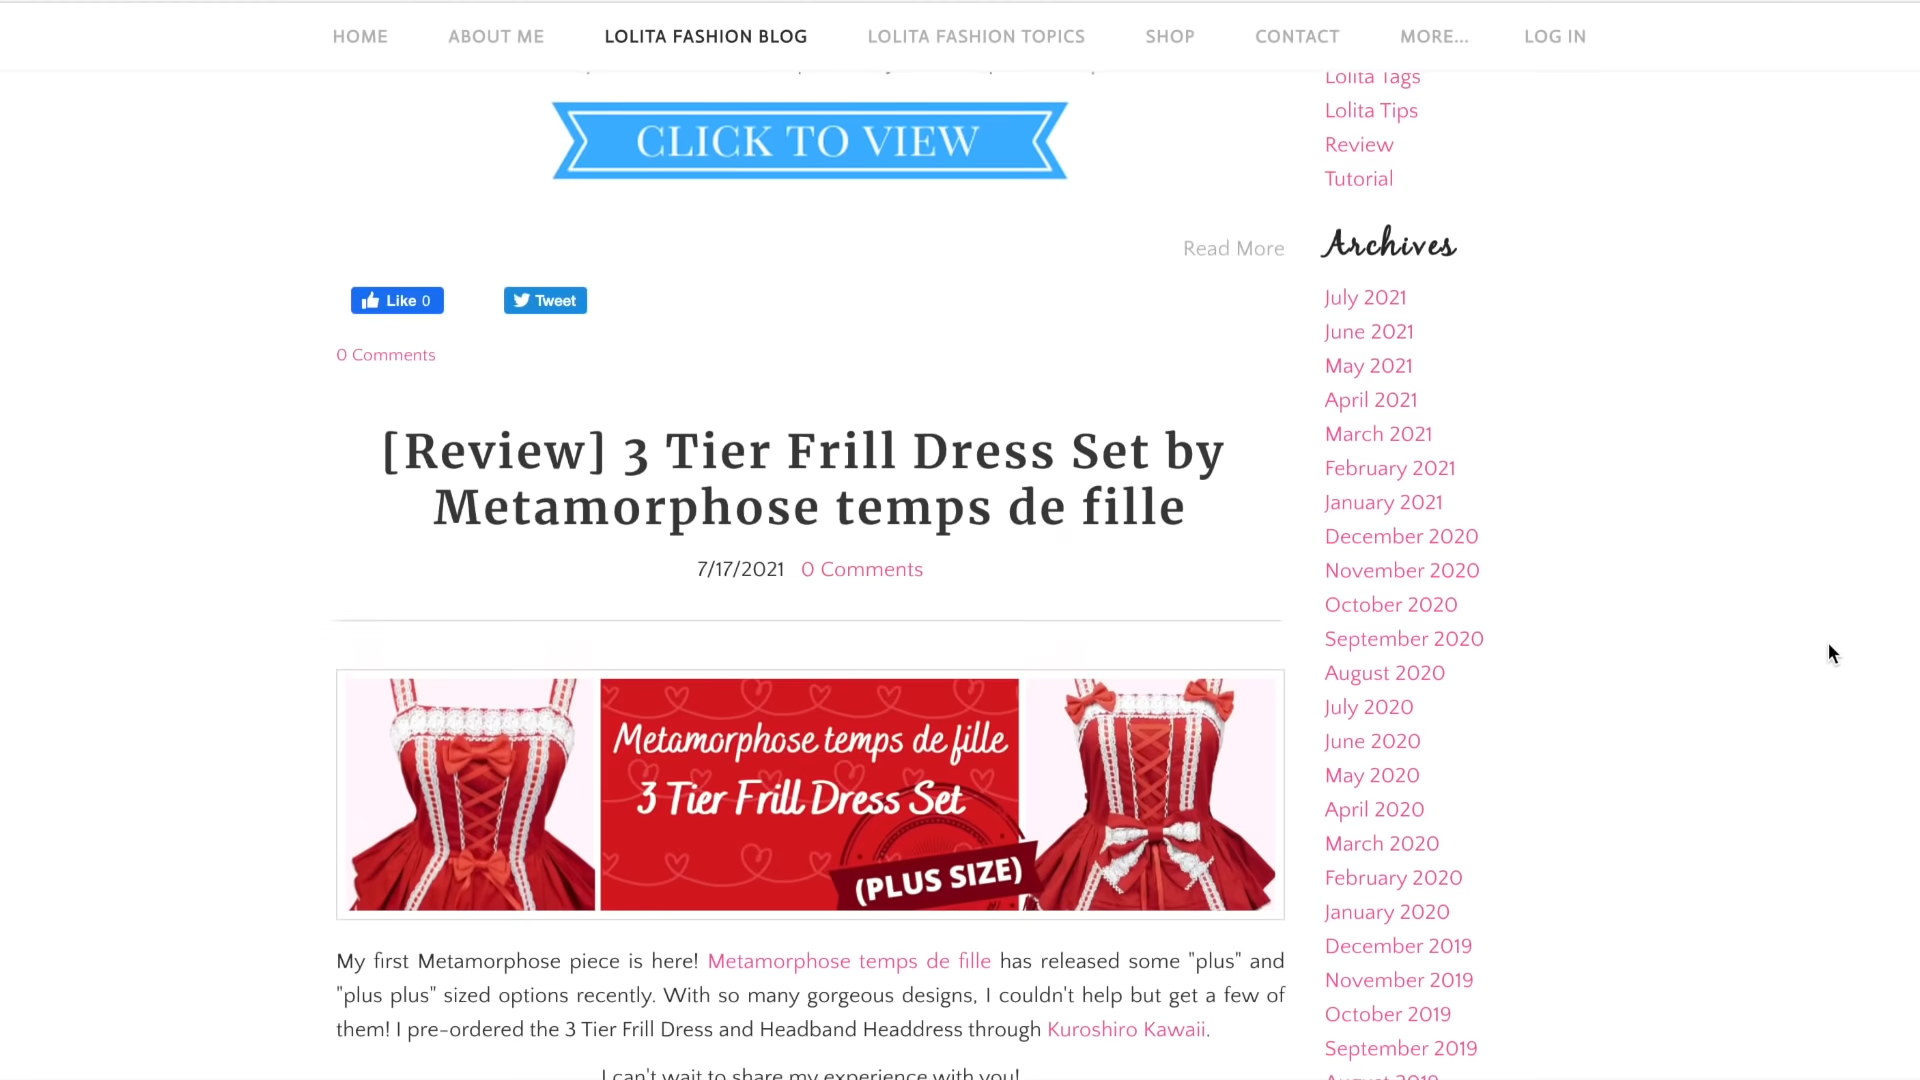 HOME ABOUT ME LOLITA FASHION BLOG LOLITA FASHION TOPICS SHOP CONTACT MORE... LOG IN
CLICK TO VIEW
Read More
Like 0 Tweet
0 Comments
[Review] 3 Tier Frill Dress Set by
Metamorphose temps de fille
7/17/2021 0 Comments
Metamorphose temps de fille
3 Tier Frill Dress Set
(PLUS SIZE)
My first Metamorphose piece is here! Metamorphose temps de fille has released some "plus" and
"plus plus" sized options recently. With so many gorgeous designs, I couldn't help but get a few of
them! I pre-ordered the 3 Tier Frill Dress and Headband Headdress through Kuroshiro Kawaii.
I can't wait to share my experience with you!
Lolita Tags
Lolita Tips
Review
Tutorial
Archives
July 2021
June 2021
May 2021
April 2021
March 2021
February 2021
January 2021
December 2020
November 2020
October 2020
September 2020
August 2020
July 2020
June 2020
May 2020
April 2020
March 2020
February 2020
January 2020
December 2019
November 2019
October 2019
September 2019
August 2019